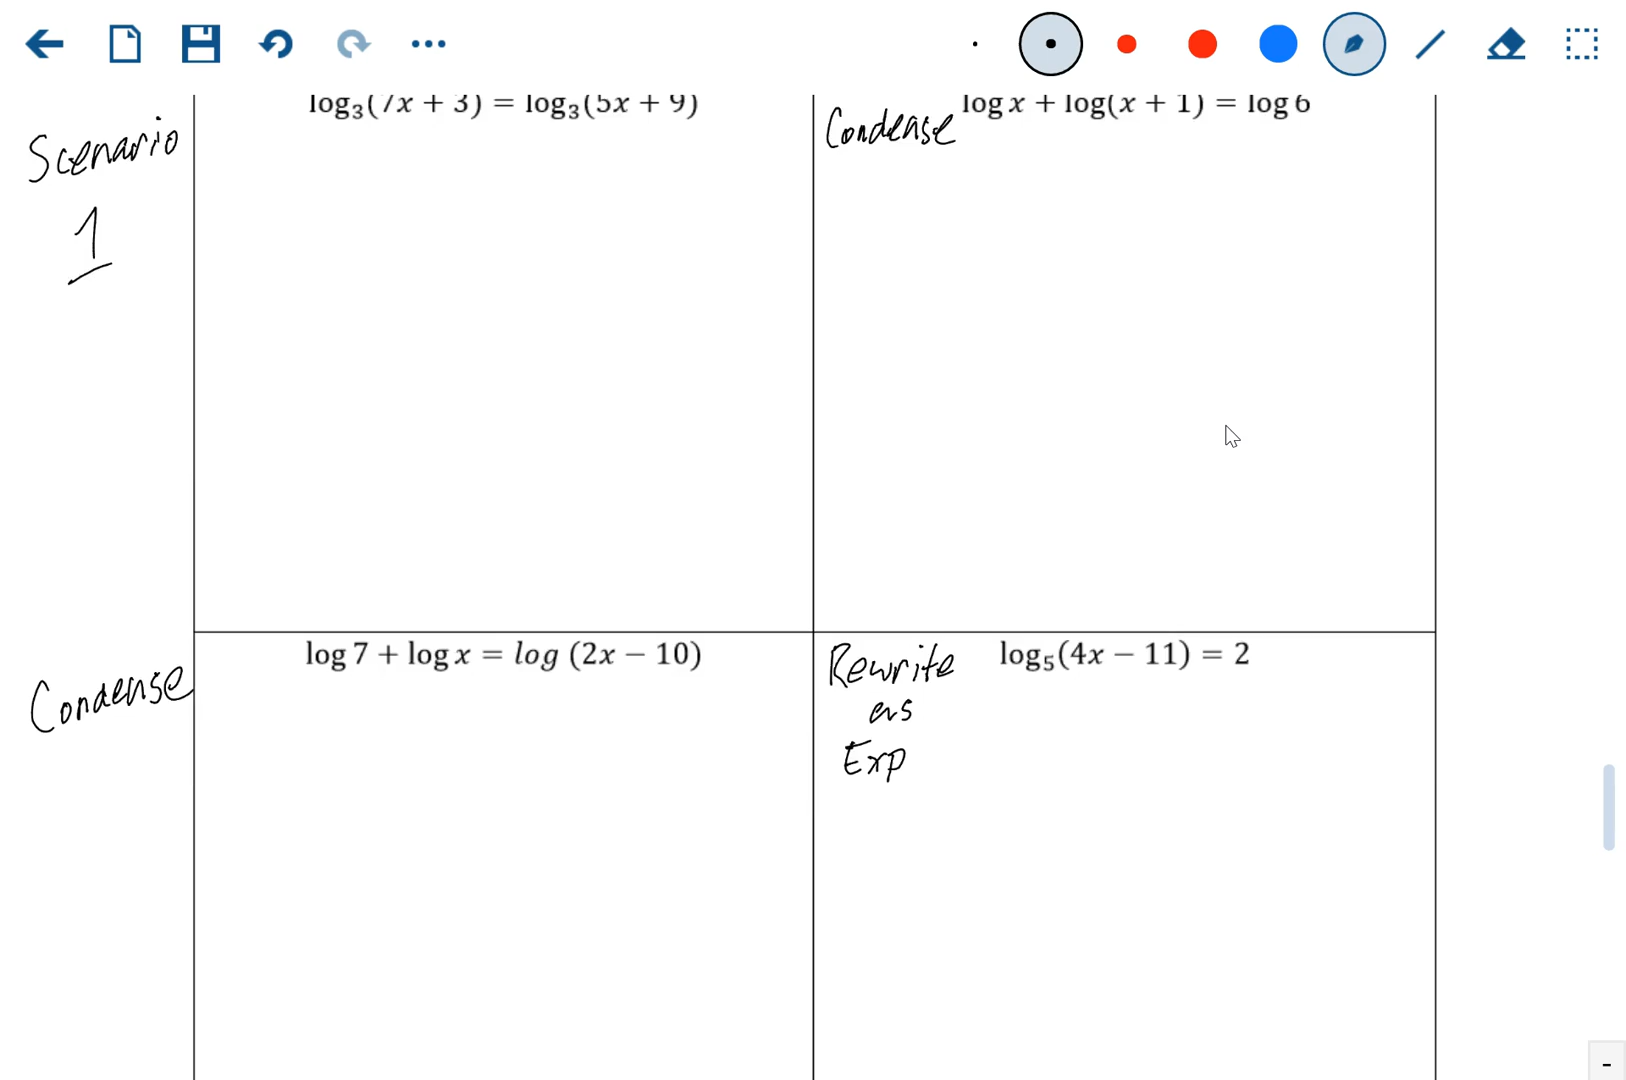 log₃(7x + 3) = log₃(5x + 9)
log x + log(x + 1) = log 6
Scenario
1
Condense
log 7 + log x = log (2x − 10)
Condense
Rewrite
as
Exp
log₅(4x − 11) = 2